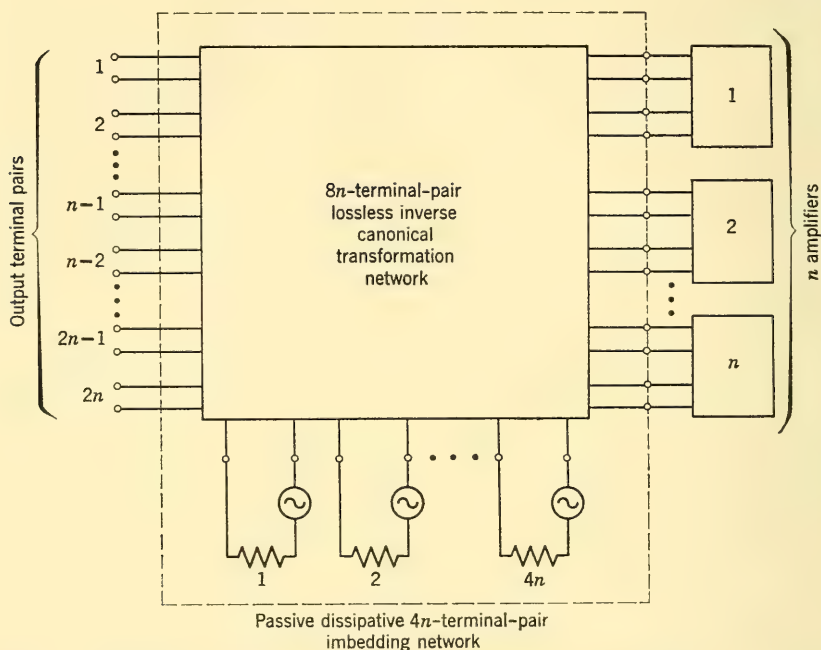 Output terminal pairs
1
2
n−1
n−2
2n−1
2n
8n-terminal-pair
lossless inverse
canonical
transformation
network
1
2
n
n amplifiers
1
2
4n
Passive dissipative 4n-terminal-pair
imbedding network